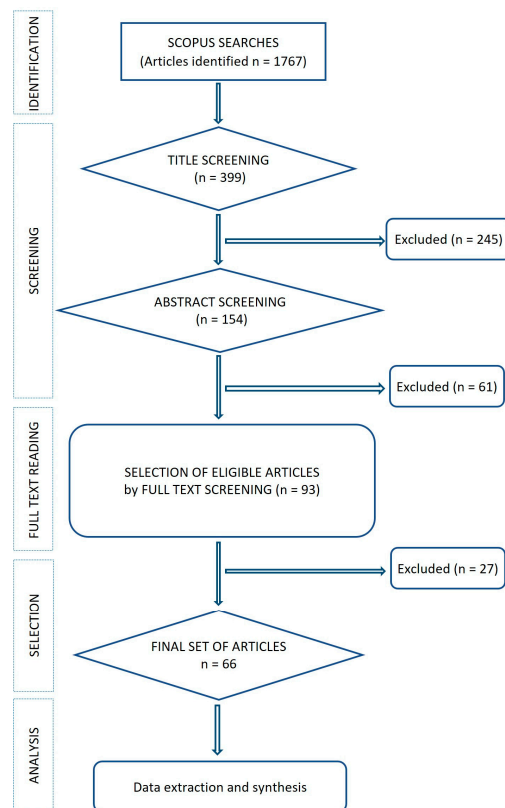 IDENTIFICATION
SCOPUS SEARCHES
(Articles identified n = 1767)
SCREENING
TITLE SCREENING
(n = 399)
Excluded (n = 245)
ABSTRACT SCREENING
(n = 154)
Excluded (n = 61)
FULL TEXT READING
SELECTION OF ELIGIBLE ARTICLES
by FULL TEXT SCREENING (n = 93)
Excluded (n = 27)
SELECTION
FINAL SET OF ARTICLES
n = 66
ANALYSIS
Data extraction and synthesis